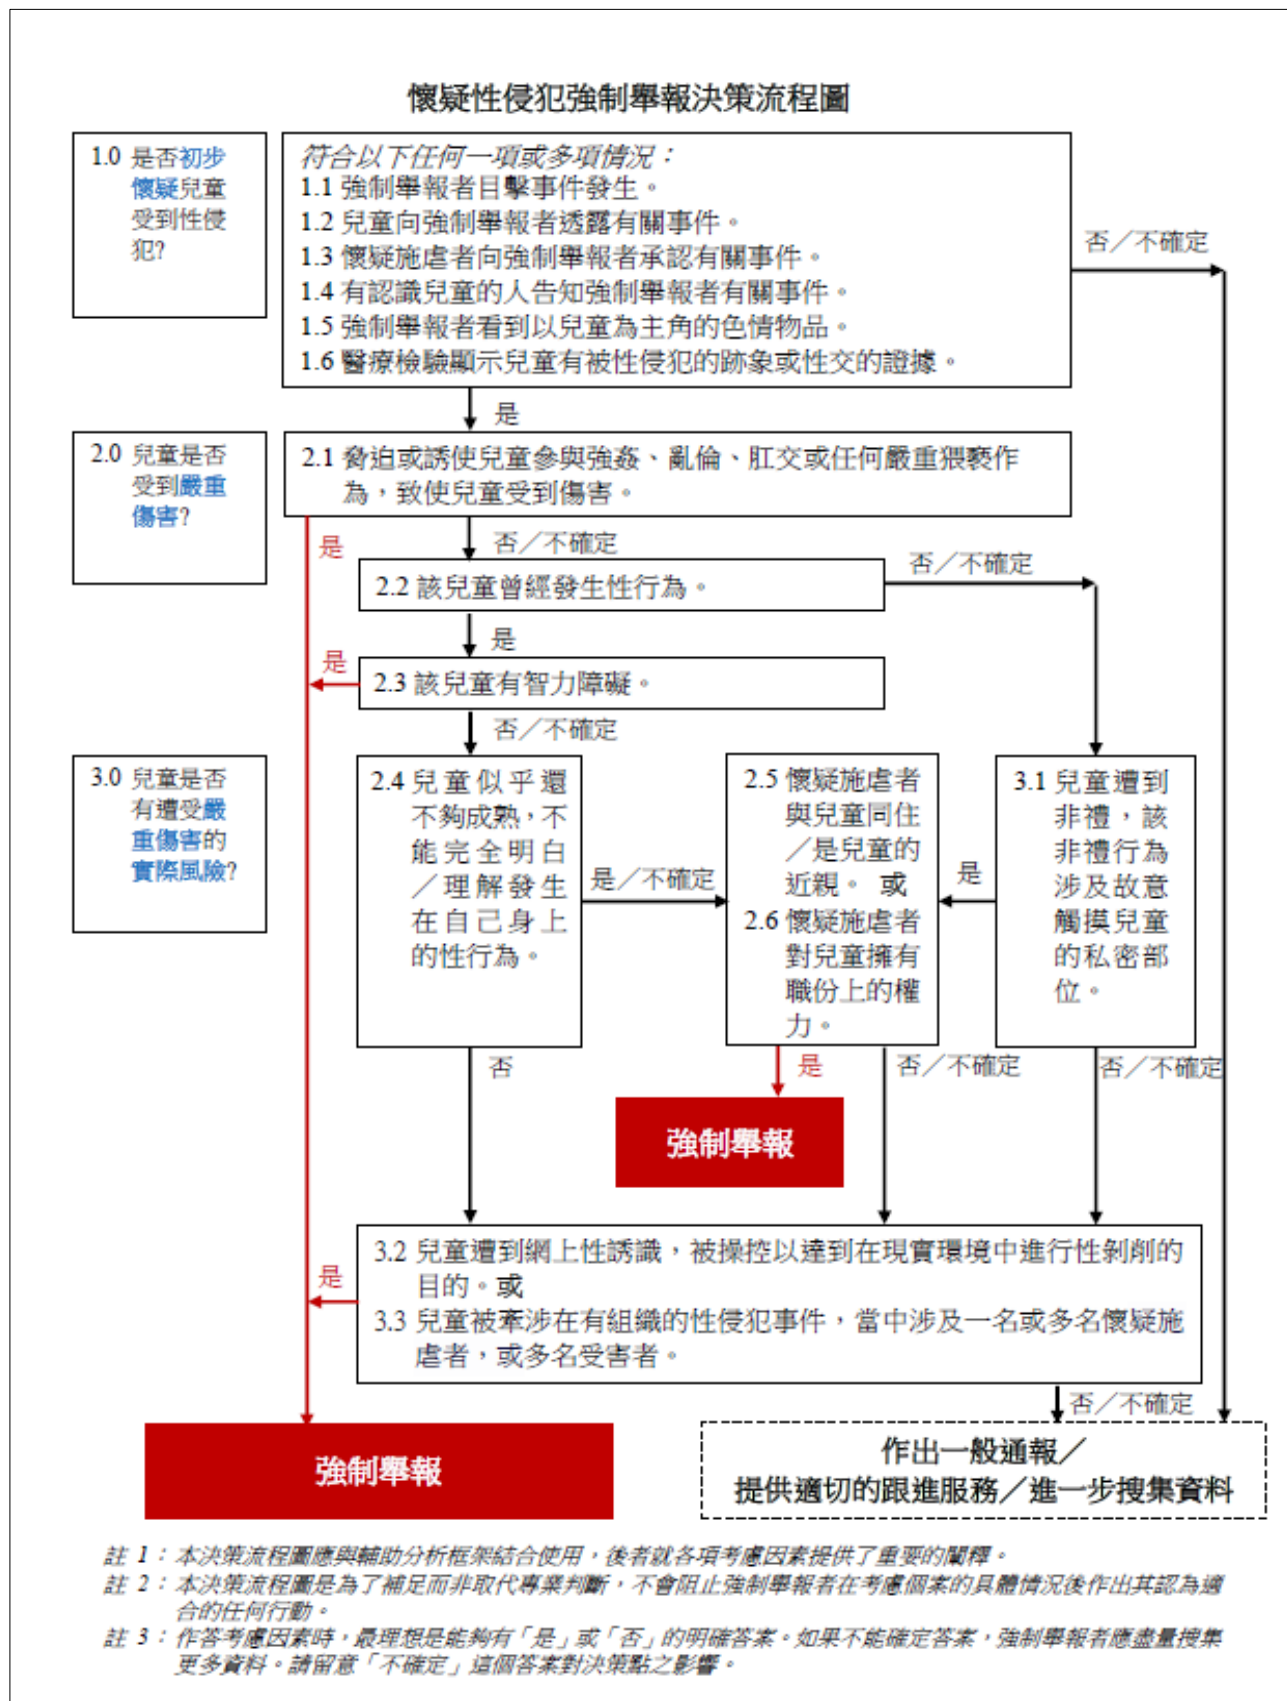 懷疑性侵犯強制舉報決策流程圖
1.0 是否初步
懷疑兒童
受到性侵
犯?
符合以下任何一項或多項情況：
1.1 強制舉報者目擊事件發生。
1.2 兒童向強制舉報者透露有關事件。
1.3 懷疑施虐者向強制舉報者承認有關事件。
1.4 有認識兒童的人告知強制舉報者有關事件。
1.5 強制舉報者看到以兒童為主角的色情物品。
1.6 醫療檢驗顯示兒童有被性侵犯的跡象或性交的證據。
否／不確定
是
2.0 兒童是否
受到嚴重
傷害?
2.1 脅迫或誘使兒童參與強姦、亂倫、肛交或任何嚴重猥褻作
為，致使兒童受到傷害。
是
否／不確定
2.2 該兒童曾經發生性行為。
否／不確定
是
是
2.3 該兒童有智力障礙。
否／不確定
3.0 兒童是否
有遭受嚴
重傷害的
實際風險?
2.4 兒童似乎還
不夠成熟，不
能完全明白
／理解發生
在自己身上
的性行為。
是／不確定
2.5 懷疑施虐者
與兒童同住
／是兒童的
近親。 或
2.6 懷疑施虐者
對兒童擁有
職份上的權
力。
是
3.1 兒童遭到
非禮，該
非禮行為
涉及故意
觸摸兒童
的私密部
位。
否
是
否／不確定
否／不確定
強制舉報
3.2 兒童遭到網上性誘識，被操控以達到在現實環境中進行性剝削的
目的。或
3.3 兒童被牽涉在有組織的性侵犯事件，當中涉及一名或多名懷疑施
虐者，或多名受害者。
是
否／不確定
強制舉報
作出一般通報／
提供適切的跟進服務／進一步搜集資料
註 1：本決策流程圖應與輔助分析框架結合使用，後者就各項考慮因素提供了重要的闡釋。
註 2：本決策流程圖是為了補足而非取代專業判斷，不會阻止強制舉報者在考慮個案的具體情況後作出其認為適
合的任何行動。
註 3：作答考慮因素時，最理想是能夠有「是」或「否」的明確答案。如果不能確定答案，強制舉報者應盡量搜集
更多資料。請留意「不確定」這個答案對決策點之影響。